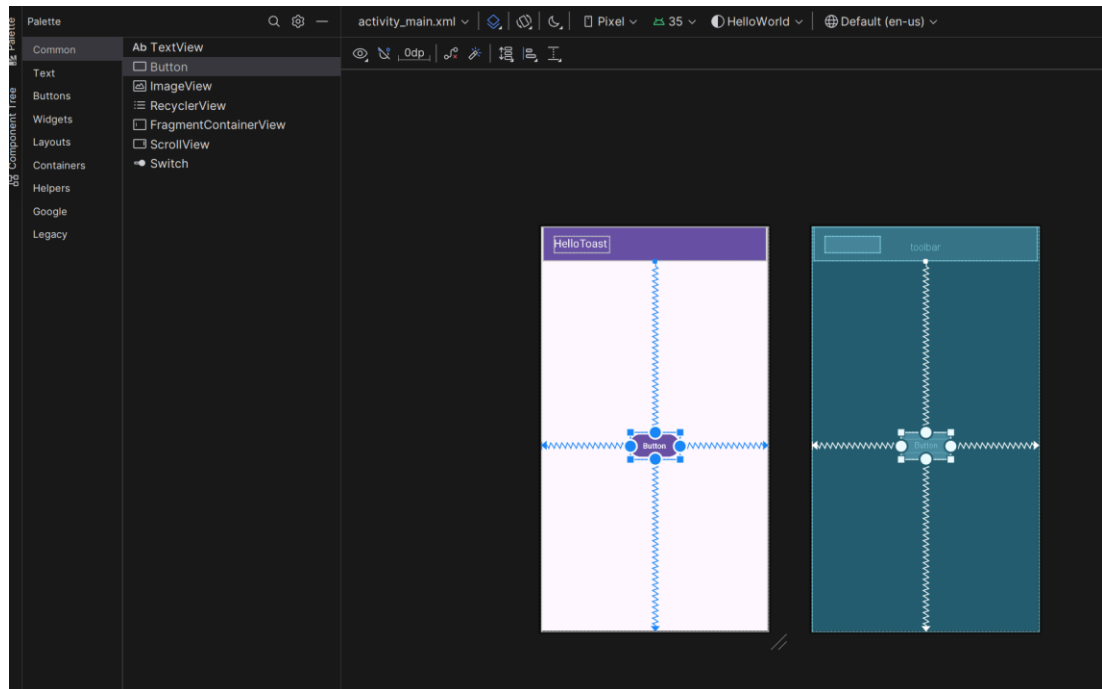 Palette
Component Tree
Palette
activity_main.xml
Pixel
35
HelloWorld
Default (en-us)
0dp
Common
Text
Buttons
Widgets
Layouts
Containers
Helpers
Google
Legacy
Ab TextView
Button
ImageView
RecyclerView
FragmentContainerView
ScrollView
Switch
HelloToast
Button
toolbar
Button